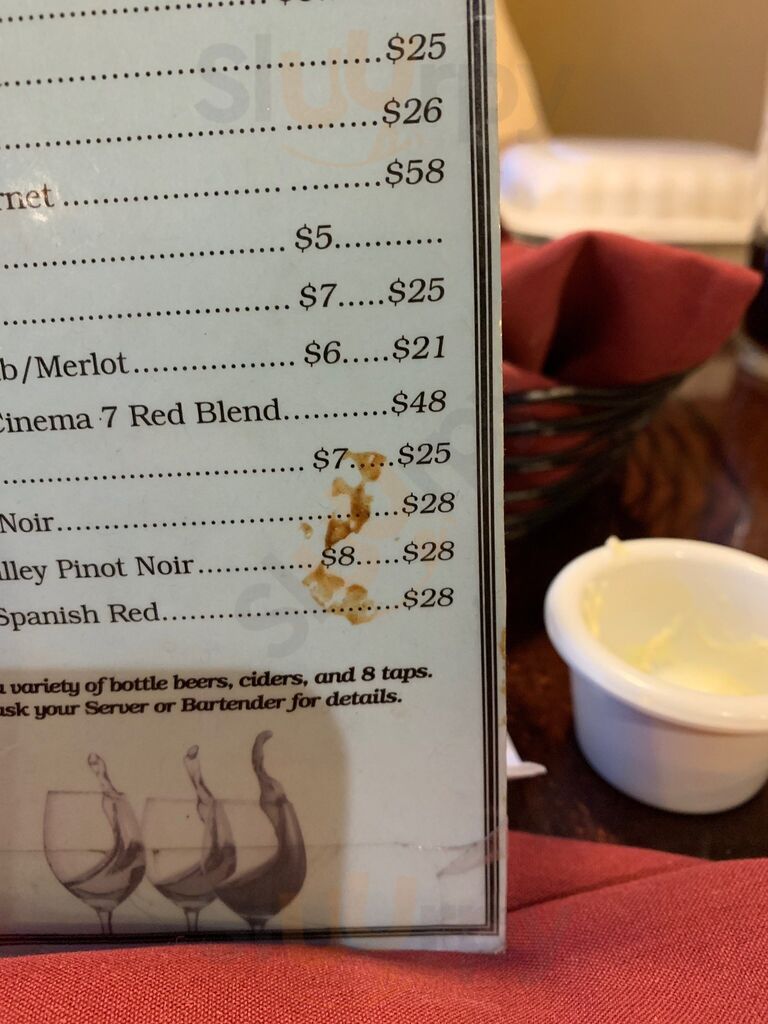 $25
$26
$58
$5
$7.....$25
b/Merlot $6.....$21
Cinema 7 Red Blend $48
$7.....$25
Noir $28
lley Pinot Noir $8.....$28
Spanish Red $28
a variety of bottle beers, ciders, and 8 taps.
ask your Server or Bartender for details.